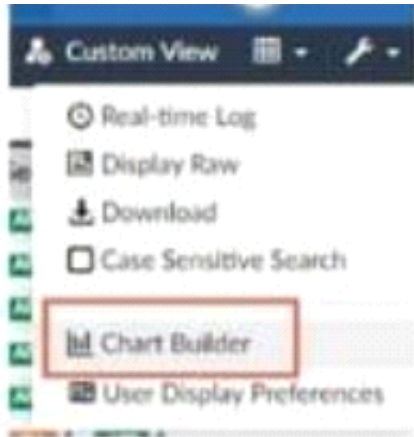 Custom View
Real-time Log
Display Raw
Download
Case Sensitive Search
Chart Builder
User Display Preferences